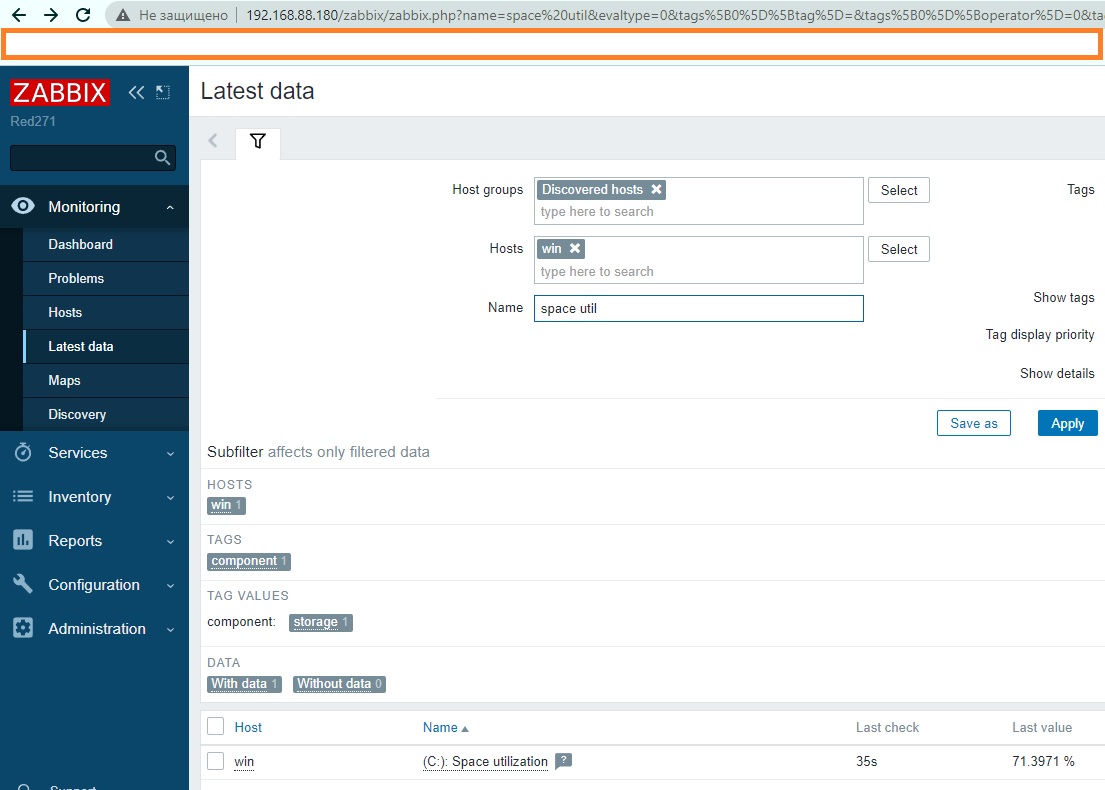 Не защищено 192.168.88.180/zabbix/zabbix.php?name=space%20util&evaltype=0&tags%5B0%5D%5Btag%5D=&tags%5B0%5D%5Boperator%5D=0&ta
ZABBIX
Red271
Monitoring
Dashboard
Problems
Hosts
Latest data
Maps
Discovery
Services
Inventory
Reports
Configuration
Administration
Support
Latest data
Host groups Discovered hosts Select Tags
type here to search
Hosts win Select
type here to search
Name space util Show tags
Tag display priority
Show details
Save as Apply
Subfilter affects only filtered data
HOSTS
win 1
TAGS
component 1
TAG VALUES
component: storage 1
DATA
With data 1 Without data 0
Host Name Last check Last value
win (C:): Space utilization ? 35s 71.3971 %